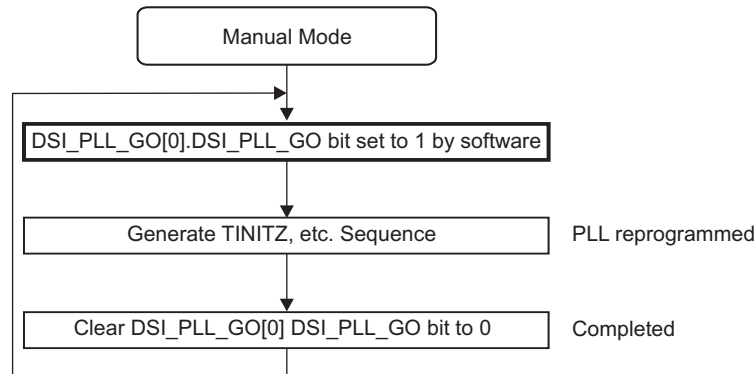 Manual Mode
DSI_PLL_GO[0].DSI_PLL_GO bit set to 1 by software
Generate TINITZ, etc. Sequence
PLL reprogrammed
Clear DSI_PLL_GO[0] DSI_PLL_GO bit to 0
Completed